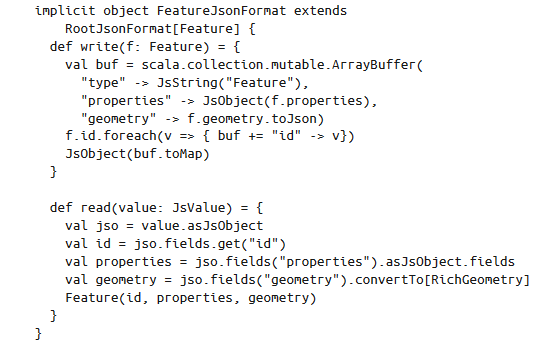 implicit object FeatureJsonFormat extends
    RootJsonFormat[Feature] {
  def write(f: Feature) = {
    val buf = scala.collection.mutable.ArrayBuffer(
      "type" -> JsString("Feature"),
      "properties" -> JsObject(f.properties),
      "geometry" -> f.geometry.toJson)
    f.id.foreach(v => { buf += "id" -> v})
    JsObject(buf.toMap)
  }

  def read(value: JsValue) = {
    val jso = value.asJsObject
    val id = jso.fields.get("id")
    val properties = jso.fields("properties").asJsObject.fields
    val geometry = jso.fields("geometry").convertTo[RichGeometry]
    Feature(id, properties, geometry)
  }
}